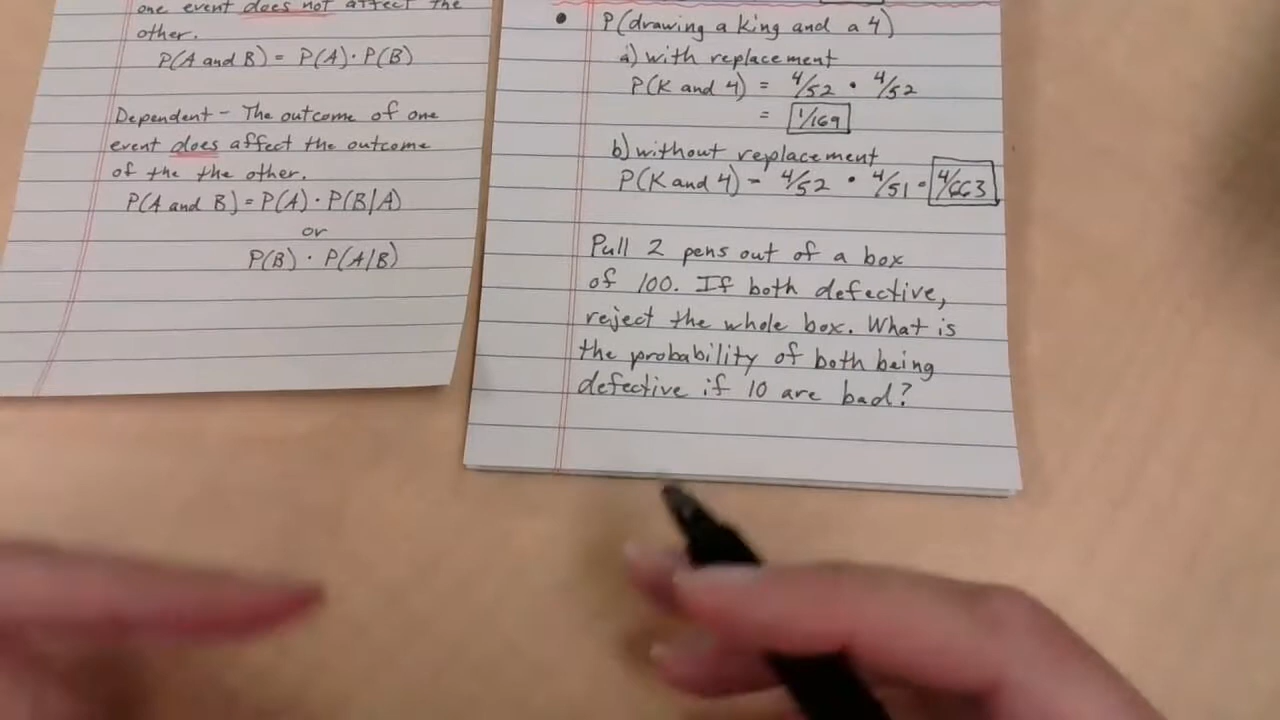 one event does not affect the
other.
P(A and B) = P(A)·P(B)
Dependent - The outcome of one
event does affect the outcome
of the the other.
P(A and B) = P(A)·P(B|A)
or
P(B)·P(A|B)
• P(drawing a king and a 4)
a) with replacement
P(K and 4) = 4/52 · 4/52
= 1/169
b) without replacement
P(K and 4) = 4/52 · 4/51 = 4/663
Pull 2 pens out of a box
of 100. If both defective,
reject the whole box. What is
the probability of both being
defective if 10 are bad?